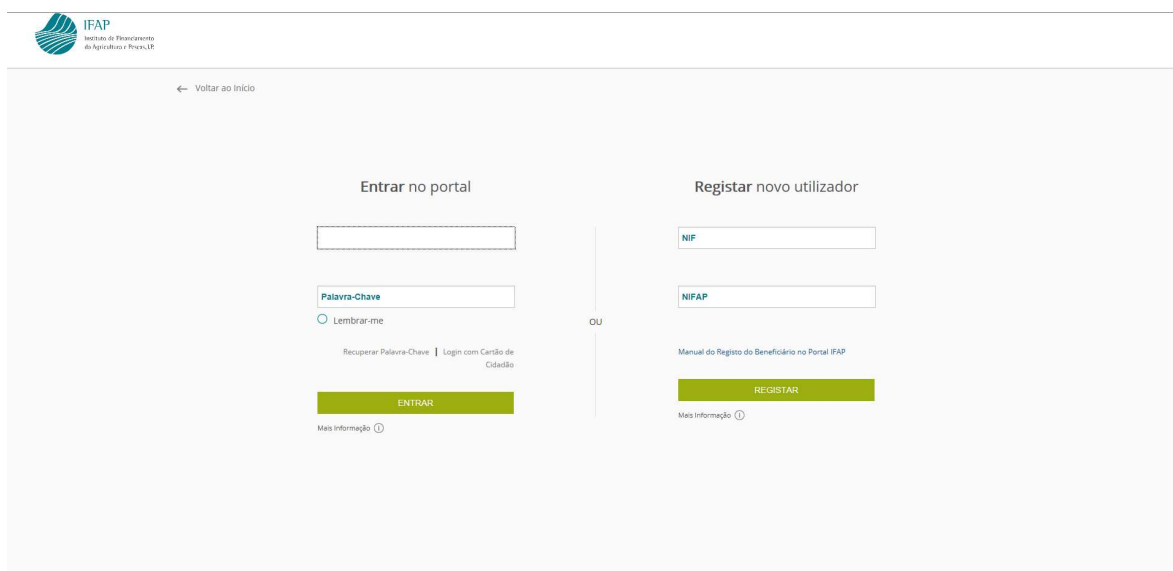 IFAP
Instituto de Financiamento
da Agricultura e Pescas, I.P.
Voltar ao Início
Entrar no portal
Palavra-Chave
Lembrar-me
Recuperar Palavra-Chave | Login com Cartão de
Cidadão
ENTRAR
Mais Informação
OU
Registar novo utilizador
NIF
NIFAP
Manual do Registo do Beneficiário no Portal IFAP
REGISTAR
Mais Informação